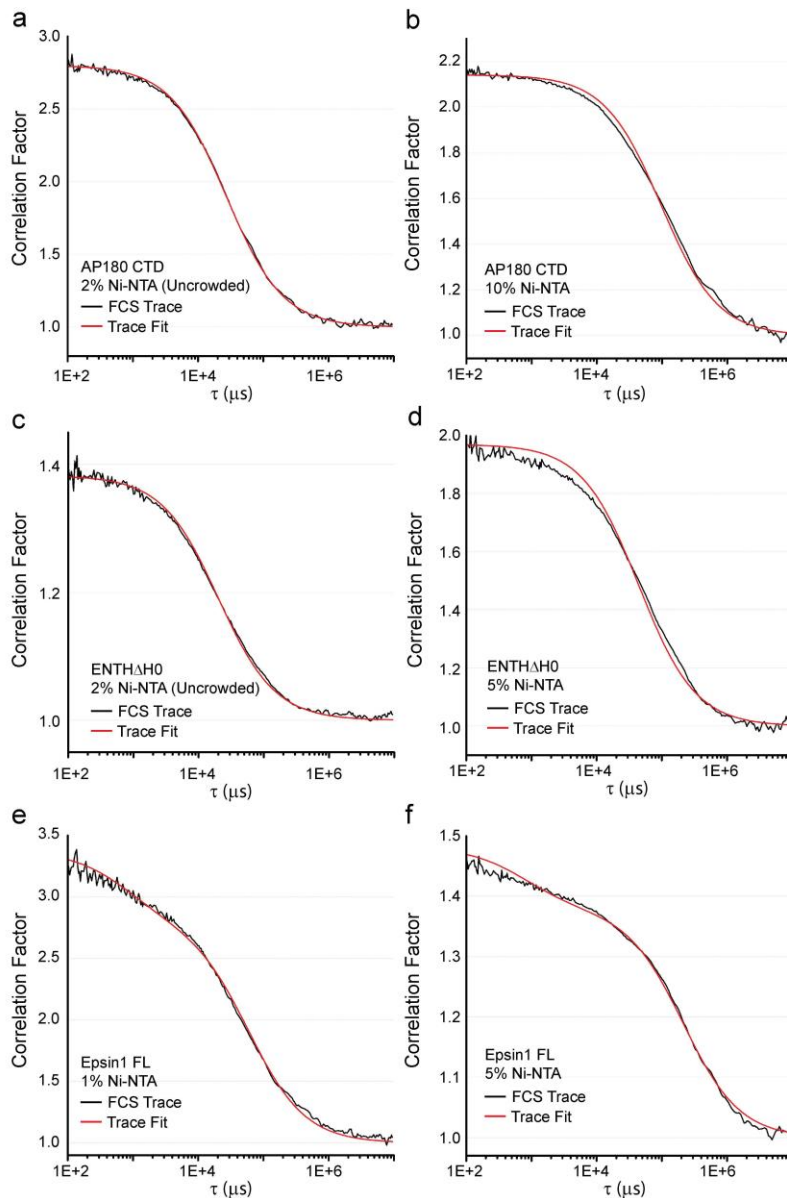 a
3.0
2.5
2.0
1.5
1.0
Correlation Factor
AP180 CTD
2% Ni-NTA (Uncrowded)
FCS Trace
Trace Fit
1E+2
1E+4
1E+6
τ (μs)
b
2.2
2.0
1.8
1.6
1.4
1.2
1.0
Correlation Factor
AP180 CTD
10% Ni-NTA
FCS Trace
Trace Fit
1E+2
1E+4
1E+6
τ (μs)
c
1.4
1.2
1.0
Correlation Factor
ENTHΔH0
2% Ni-NTA (Uncrowded)
FCS Trace
Trace Fit
1E+2
1E+4
1E+6
τ (μs)
d
2.0
1.8
1.6
1.4
1.2
1.0
Correlation Factor
ENTHΔH0
5% Ni-NTA
FCS Trace
Trace Fit
1E+2
1E+4
1E+6
τ (μs)
e
3.5
3.0
2.5
2.0
1.5
1.0
Correlation Factor
Epsin1 FL
1% Ni-NTA
FCS Trace
Trace Fit
1E+2
1E+4
1E+6
τ (μs)
f
1.5
1.4
1.3
1.2
1.1
1.0
Correlation Factor
Epsin1 FL
5% Ni-NTA
FCS Trace
Trace Fit
1E+2
1E+4
1E+6
τ (μs)